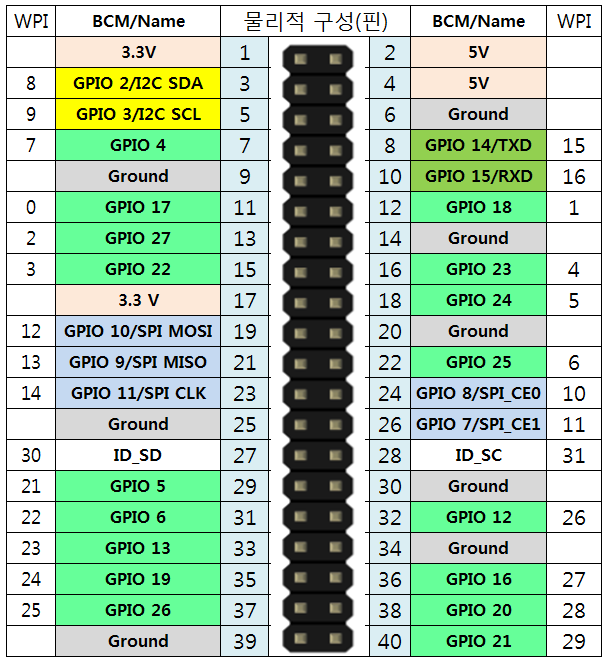 WPI BCM/Name 물리적 구성(핀) BCM/Name WPI
3.3V 1 2 5V
8 GPIO 2/I2C SDA 3 4 5V
9 GPIO 3/I2C SCL 5 6 Ground
7 GPIO 4 7 8 GPIO 14/TXD 15
Ground 9 10 GPIO 15/RXD 16
0 GPIO 17 11 12 GPIO 18 1
2 GPIO 27 13 14 Ground
3 GPIO 22 15 16 GPIO 23 4
3.3 V 17 18 GPIO 24 5
12 GPIO 10/SPI MOSI 19 20 Ground
13 GPIO 9/SPI MISO 21 22 GPIO 25 6
14 GPIO 11/SPI CLK 23 24 GPIO 8/SPI_CE0 10
Ground 25 26 GPIO 7/SPI_CE1 11
30 ID_SD 27 28 ID_SC 31
21 GPIO 5 29 30 Ground
22 GPIO 6 31 32 GPIO 12 26
23 GPIO 13 33 34 Ground
24 GPIO 19 35 36 GPIO 16 27
25 GPIO 26 37 38 GPIO 20 28
Ground 39 40 GPIO 21 29